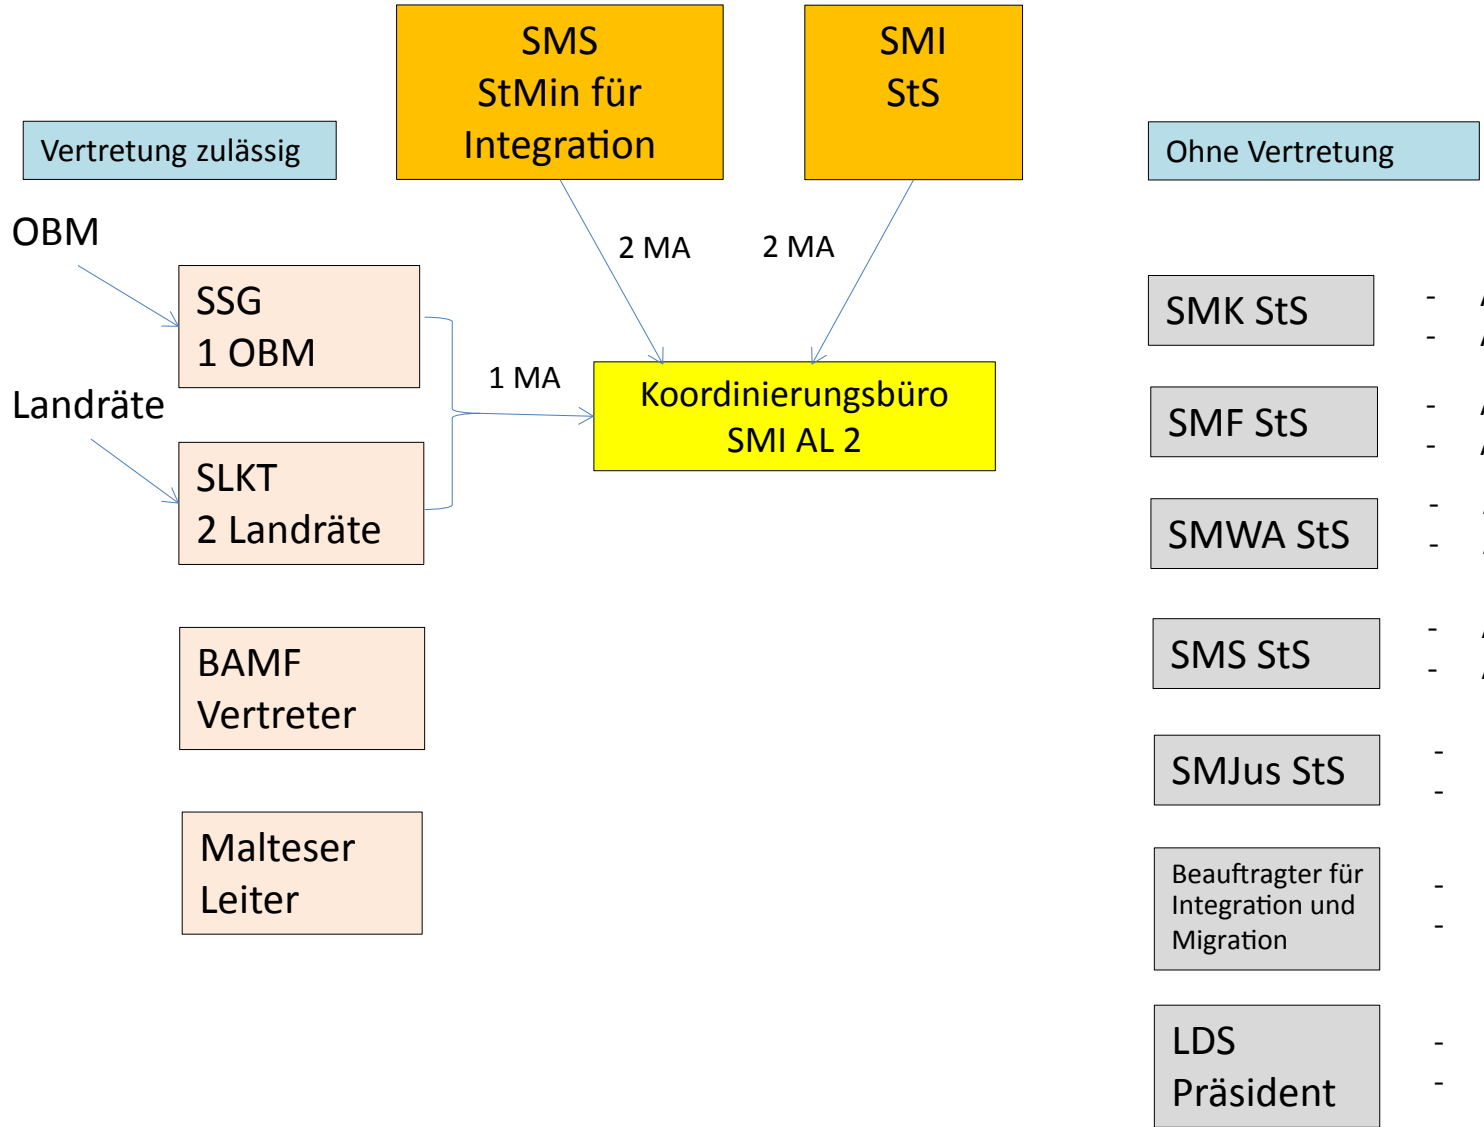 SMS
StMin für
Integration
SMI
StS
Vertretung zulässig
Ohne Vertretung
OBM
2 MA
2 MA
SSG
1 OBM
Landräte
1 MA
SLKT
2 Landräte
Koordinierungsbüro
SMI AL 2
BAMF
Vertreter
Malteser
Leiter
SMK StS
-
-
SMF StS
-
-
SMWA StS
-
-
SMS StS
-
-
SMJus StS
-
-
Beauftragter für
Integration und
Migration
-
-
LDS
Präsident
-
-